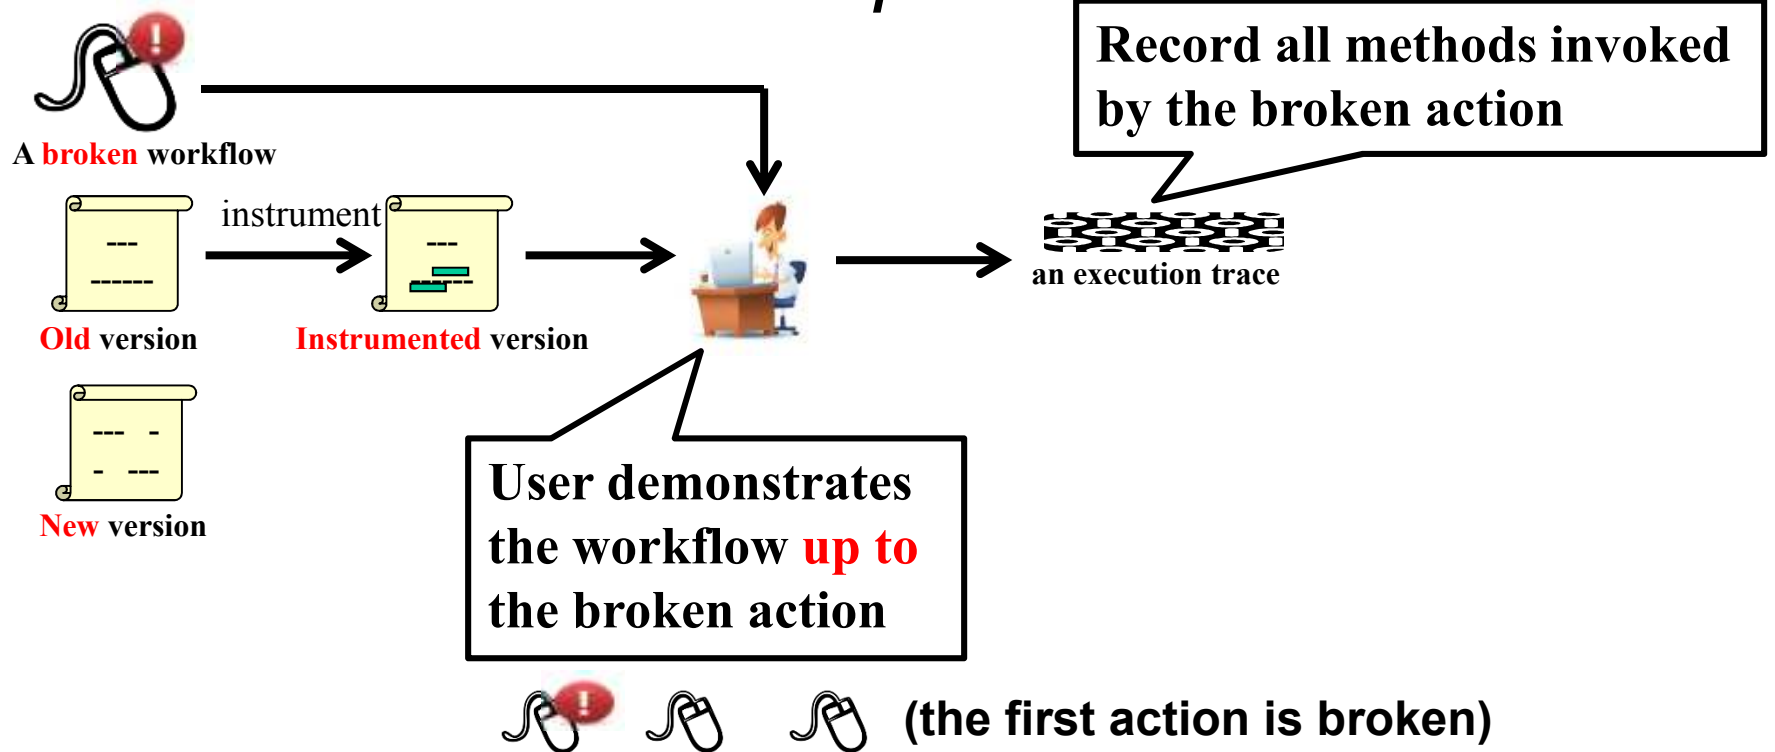 Record all methods invoked
by the broken action
A broken workflow
instrument
an execution trace
Old version
Instrumented version
User demonstrates
the workflow up to
the broken action
New version
(the first action is broken)